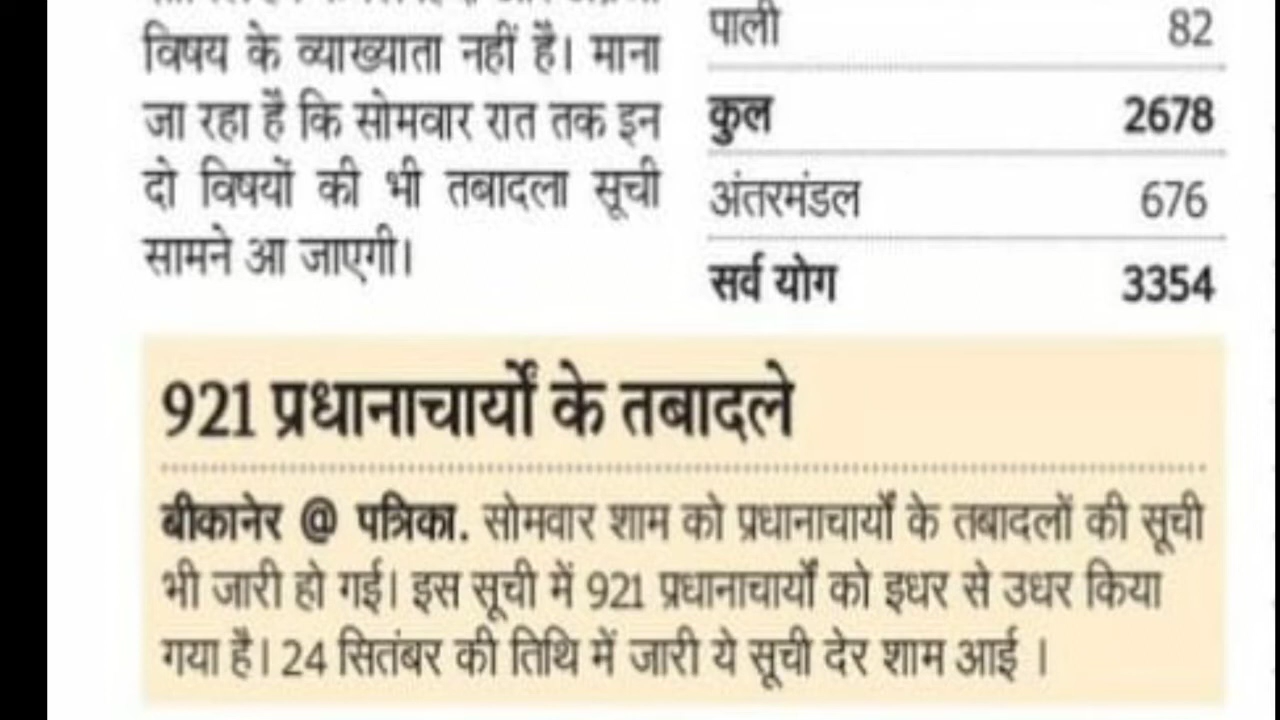 विषय के व्याख्याता नहीं है। माना
जा रहा है कि सोमवार रात तक इन
दो विषयों की भी तबादला सूची
सामने आ जाएगी।
पाली 82
कुल 2678
अंतरमंडल 676
सर्व योग 3354
921 प्रधानाचार्यों के तबादले
बीकानेर @ पत्रिका. सोमवार शाम को प्रधानाचार्यों के तबादलों की सूची
भी जारी हो गई। इस सूची में 921 प्रधानाचार्यों को इधर से उधर किया
गया है। 24 सितंबर की तिथि में जारी ये सूची देर शाम आई ।